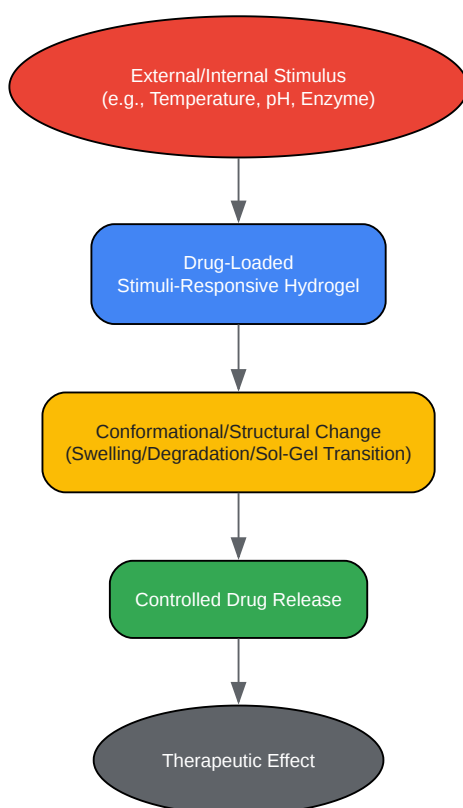 External/Internal Stimulus
(e.g., Temperature, pH, Enzyme)
Drug-Loaded
Stimuli-Responsive Hydrogel
Conformational/Structural Change
(Swelling/Degradation/Sol-Gel Transition)
Controlled Drug Release
Therapeutic Effect